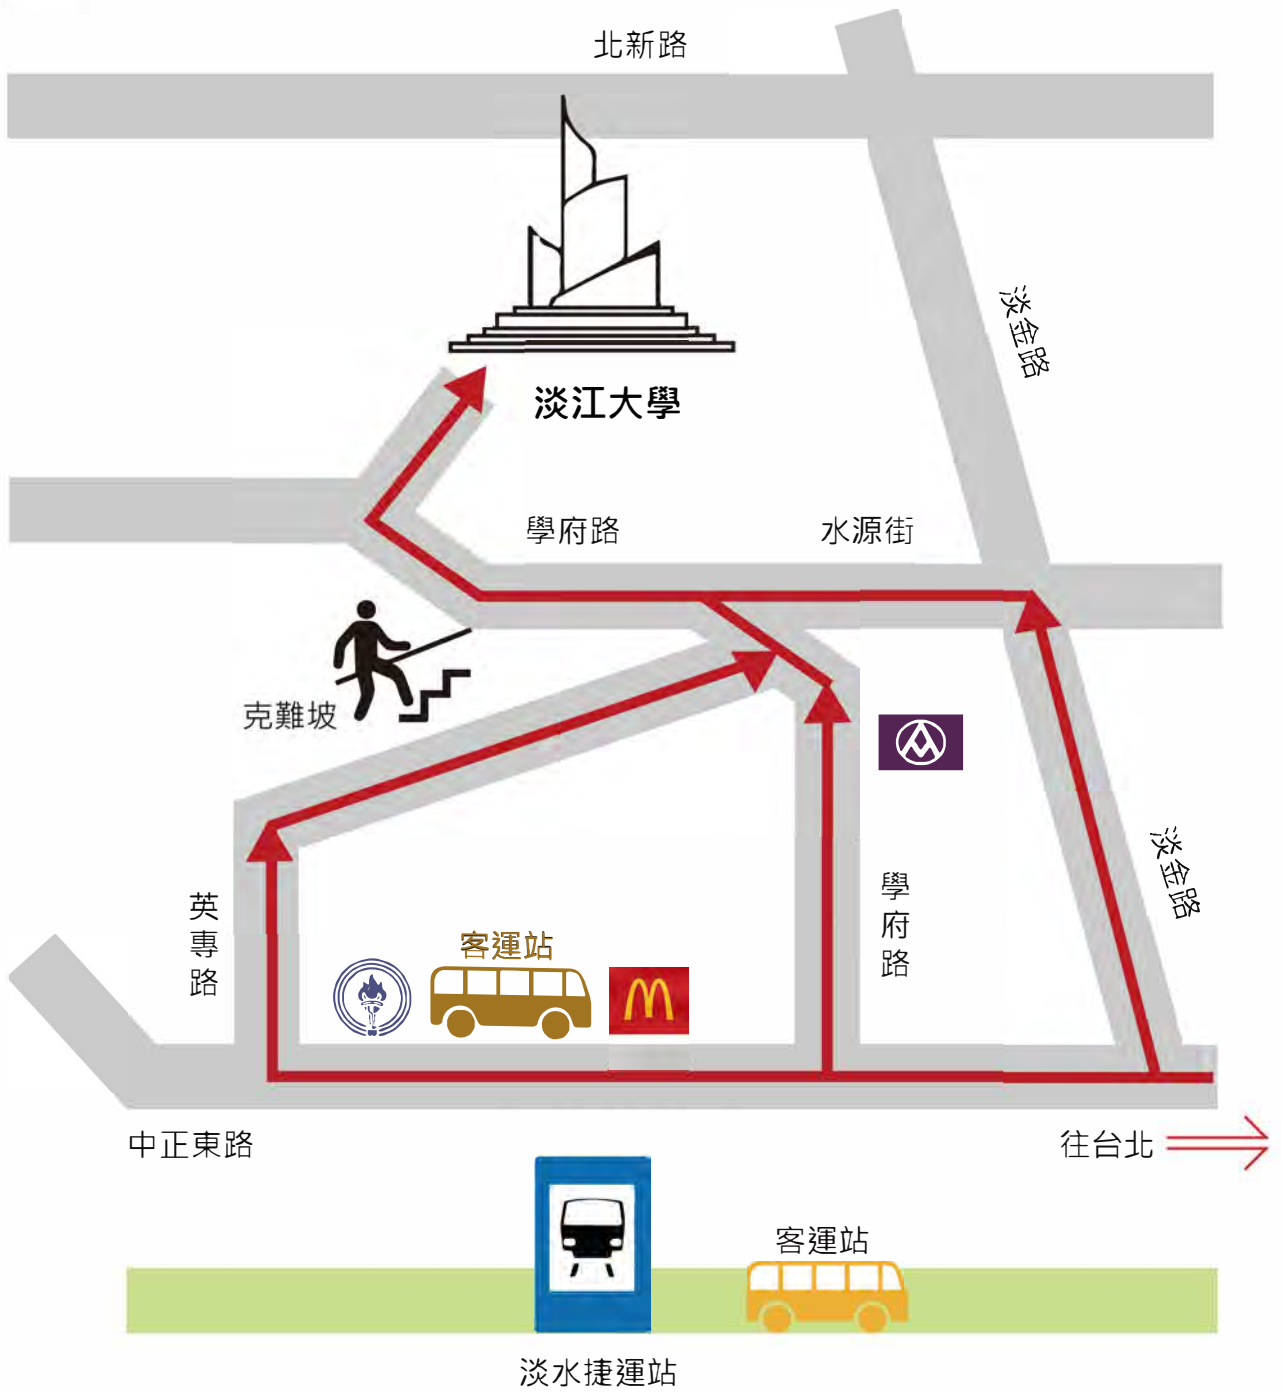 北新路
淡金路
淡江大學
學府路
水源街
克難坡
淡金路
學府路
英專路
客運站
中正東路
往台北
客運站
淡水捷運站